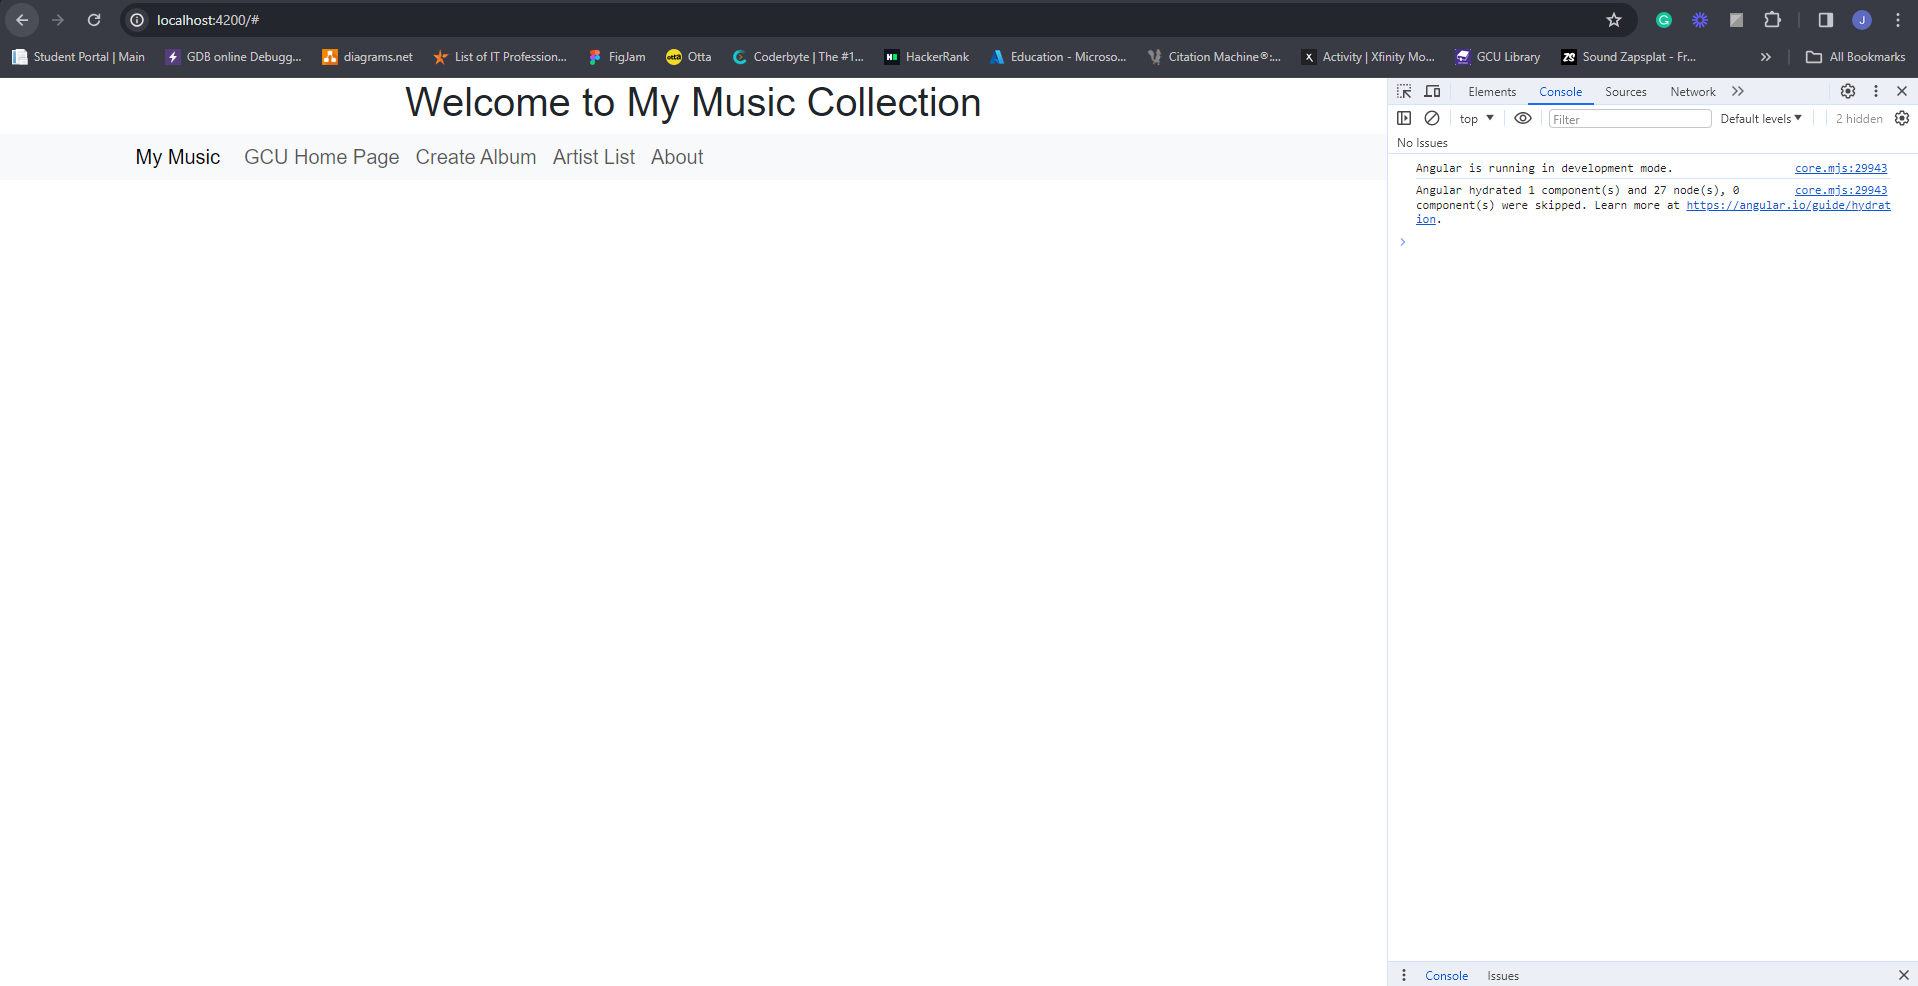 localhost:4200/#
Student Portal | Main GDB online Debugg... diagrams.net List of IT Profession... FigJam Otta Coderbyte | The #1... HackerRank Education - Microso... Citation Machine®:... Activity | Xfinity Mo... GCU Library Sound Zapsplat - Fr... All Bookmarks
Welcome to My Music Collection
My Music GCU Home Page Create Album Artist List About
Elements Console Sources Network
top Filter Default levels 2 hidden
No Issues
Angular is running in development mode. core.mjs:29943
Angular hydrated 1 component(s) and 27 node(s), 0 core.mjs:29943
component(s) were skipped. Learn more at https://angular.io/guide/hydrat
ion.
Console Issues